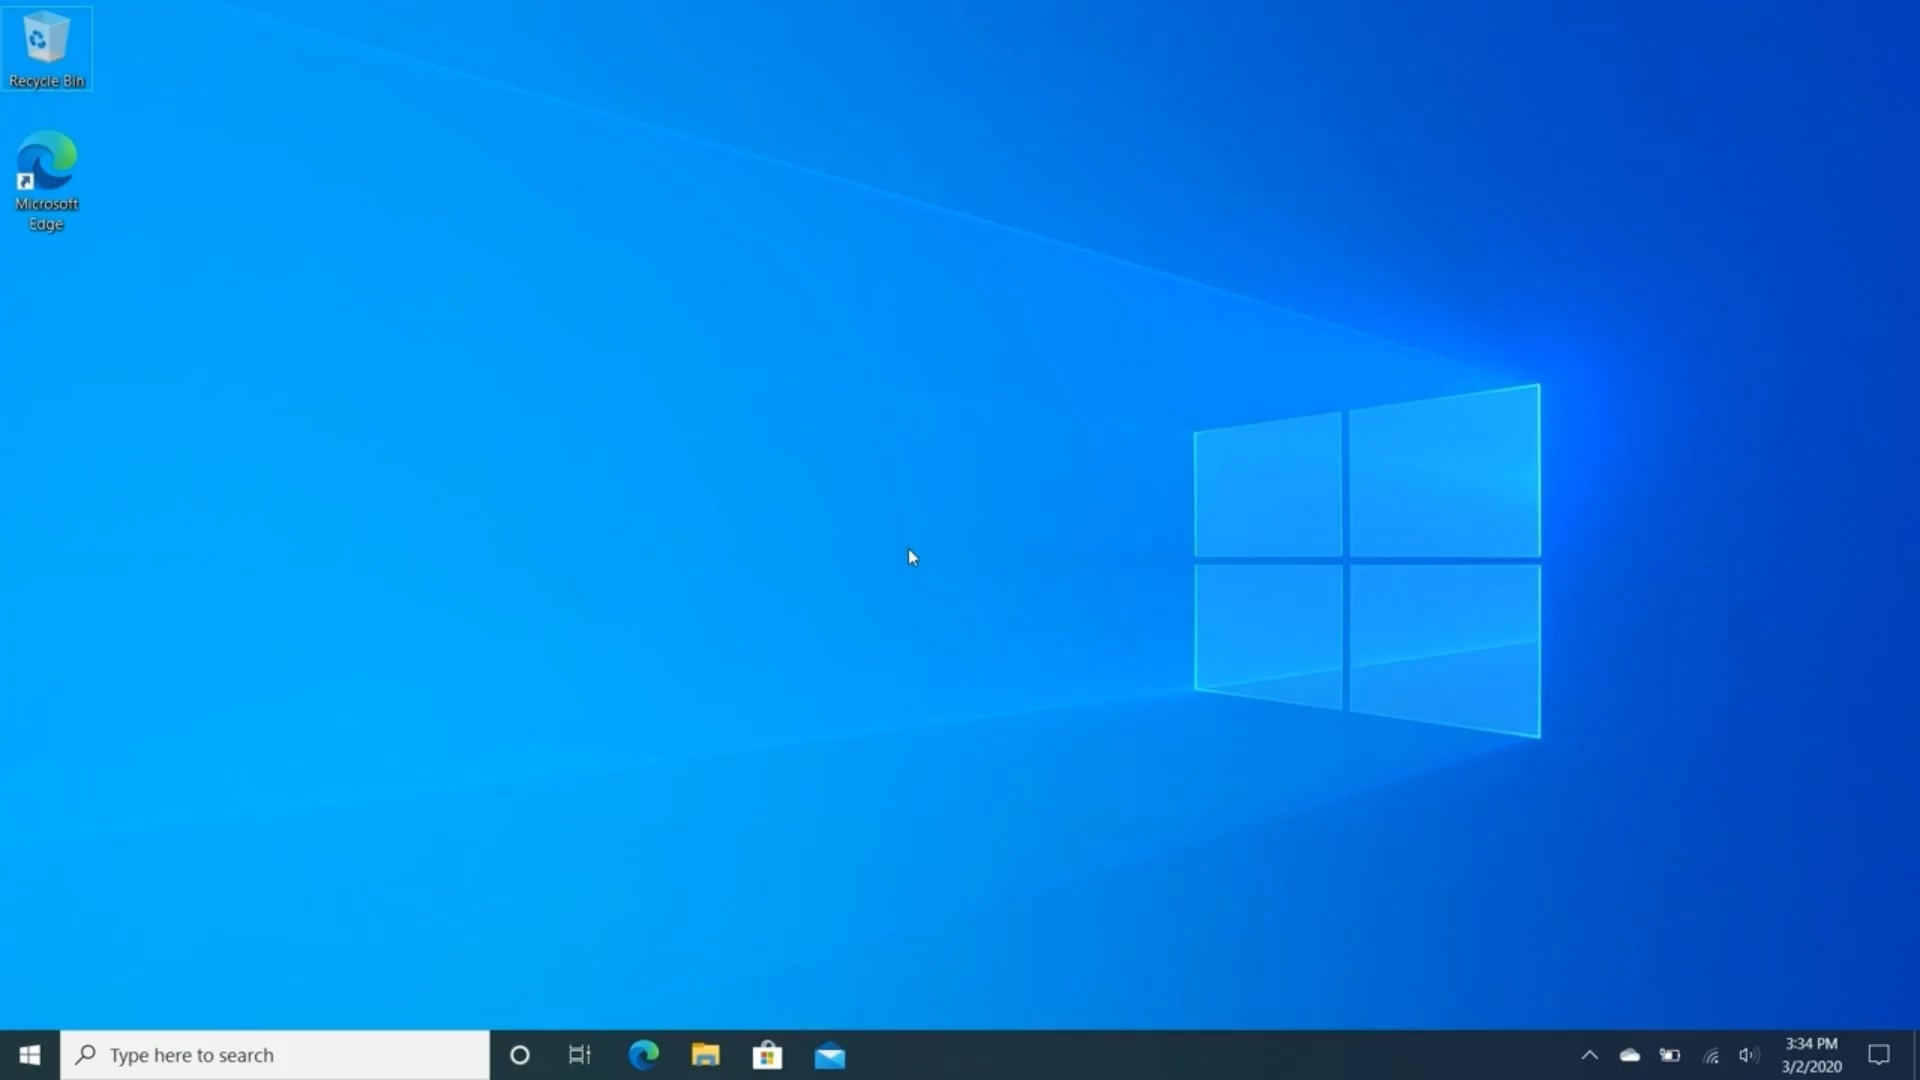 Recycle Bin
Microsoft
Edge
Type here to search
3:34 PM
3/2/2020